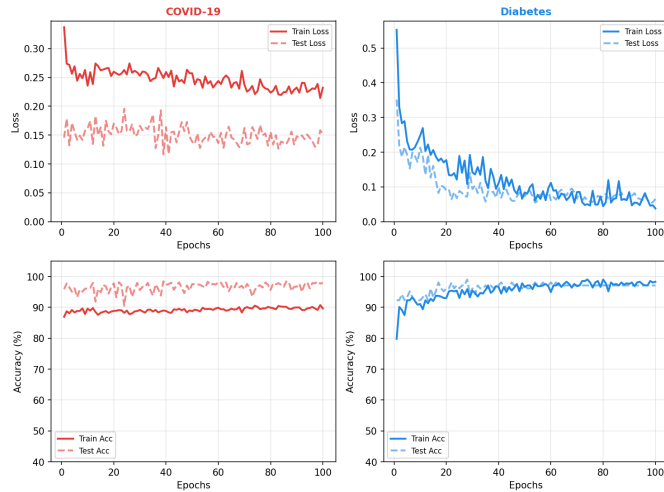 COVID-19
Diabetes
Loss
0.30
0.25
0.20
0.15
0.10
0.05
0.00
Train Loss
Test Loss
0 20 40 60 80 100
Epochs
Loss
0.5
0.4
0.3
0.2
0.1
0.0
Train Loss
Test Loss
0 20 40 60 80 100
Epochs
Accuracy (%)
100
90
80
70
60
50
40
Train Acc
Test Acc
0 20 40 60 80 100
Epochs
Accuracy (%)
100
90
80
70
60
50
40
Train Acc
Test Acc
0 20 40 60 80 100
Epochs